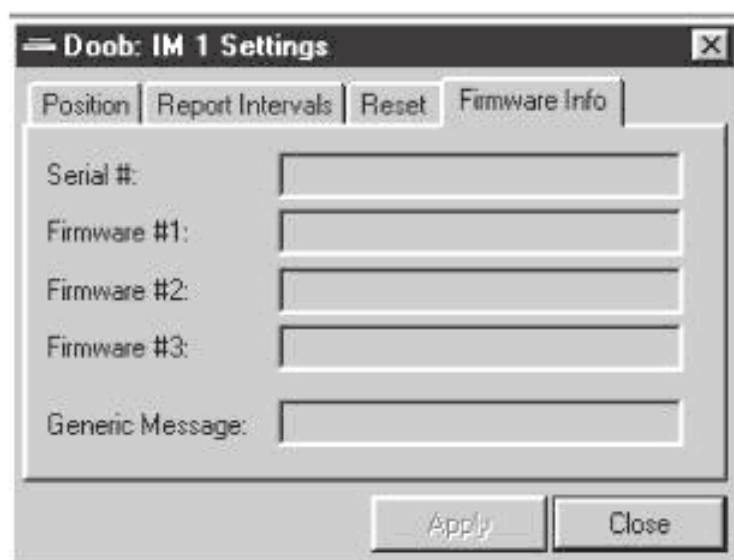 Doob: IM 1 Settings
Position Report Intervals Reset Firmware Info
Serial #:
Firmware #1:
Firmware #2:
Firmware #3:
Generic Message:
Apply Close